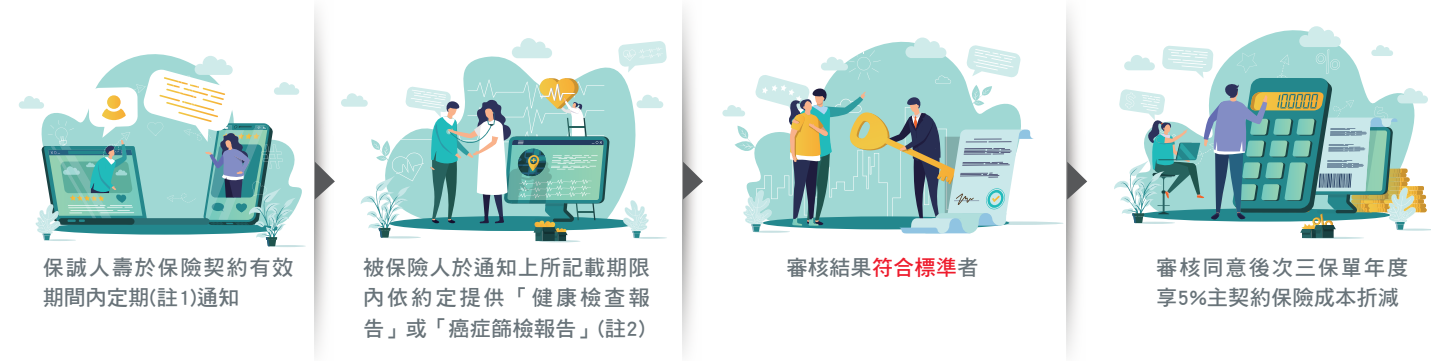 保誠人壽於保險契約有效
期間內定期(註1)通知
被保險人於通知上所記載期限
內依約定提供「健康檢查報
告」或「癌症篩檢報告」(註2)
審核結果符合標準者
100000
審核同意後次三保單年度
享5%主契約保險成本折減